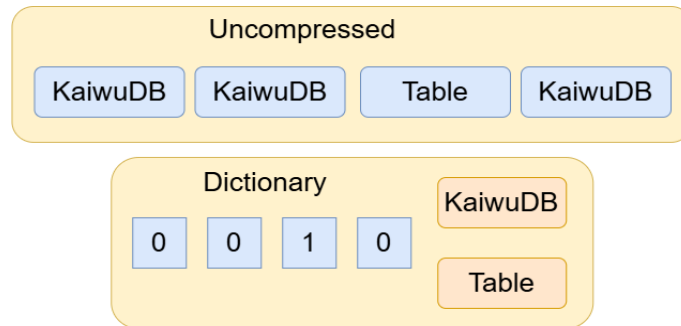 Uncompressed
KaiwuDB KaiwuDB Table KaiwuDB
Dictionary
KaiwuDB
0 0 1 0
Table